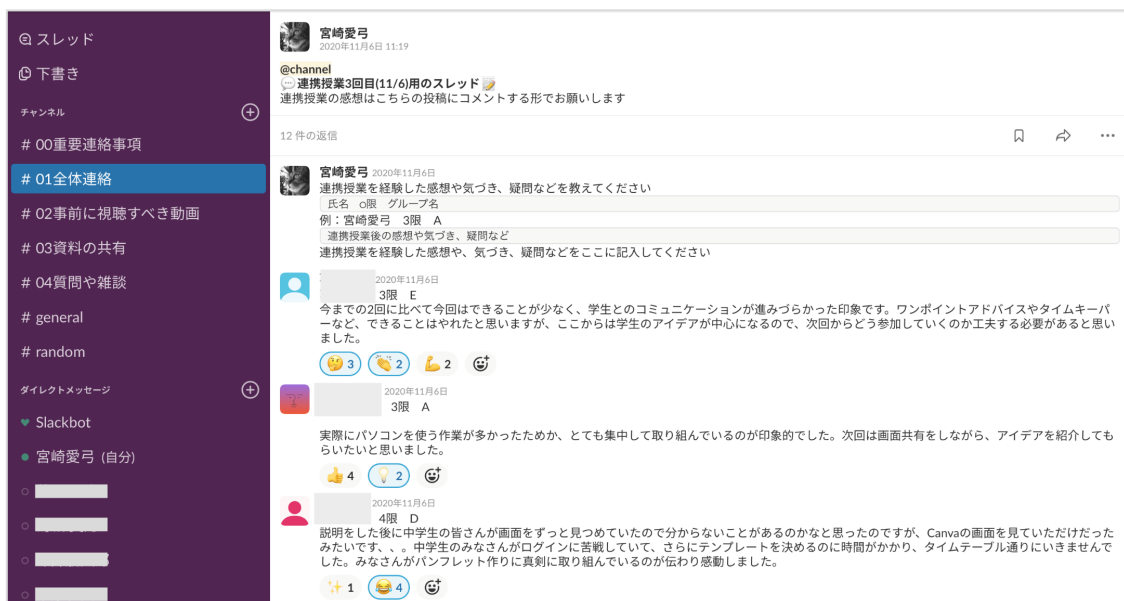 スレッド
下書き
チャンネル
# 00重要連絡事項
# 01全体連絡
# 02事前に視聴すべき動画
# 03資料の共有
# 04質問や雑談
# general
# random
ダイレクトメッセージ
Slackbot
宮崎愛弓 (自分)
宮崎愛弓
2020年11月6日 11:19
@channel
連携授業3回目(11/6)用のスレッド
連携授業の感想はこちらの投稿にコメントする形でお願いします
12 件の返信
宮崎愛弓 2020年11月6日
連携授業を経験した感想や気づき、疑問などを教えてください
氏名 o限 グループ名
例：宮崎愛弓 3限 A
連携授業後の感想や気づき、疑問など
連携授業を経験した感想や、気づき、疑問などをここに記入してください
2020年11月6日
3限 E
今までの2回に比べて今回はできることが少なく、学生とのコミュニケーションが進みづらかった印象です。ワンポイントアドバイスやタイムキーパ
ーなど、できることはやれたと思いますが、ここからは学生のアイデアが中心になるので、次回からどう参加していくのか工夫する必要があると思い
ました。
3 2 2
2020年11月6日
3限 A
実際にパソコンを使う作業が多かったためか、とても集中して取り組んでいるのが印象的でした。次回は画面共有をしながら、アイデアを紹介しても
らいたいと思いました。
4 2
2020年11月6日
4限 D
説明をした後に中学生の皆さんが画面をずっと見つめていたので分からないことがあるのかなと思ったのですが、Canvaの画面を見ていただけだった
みたいです、、。中学生のみなさんがログインに苦戦していて、さらにテンプレートを決めるのに時間がかかり、タイムテーブル通りにいきませんで
した。みなさんがパンフレット作りに真剣に取り組んでいるのが伝わり感動しました。
1 4